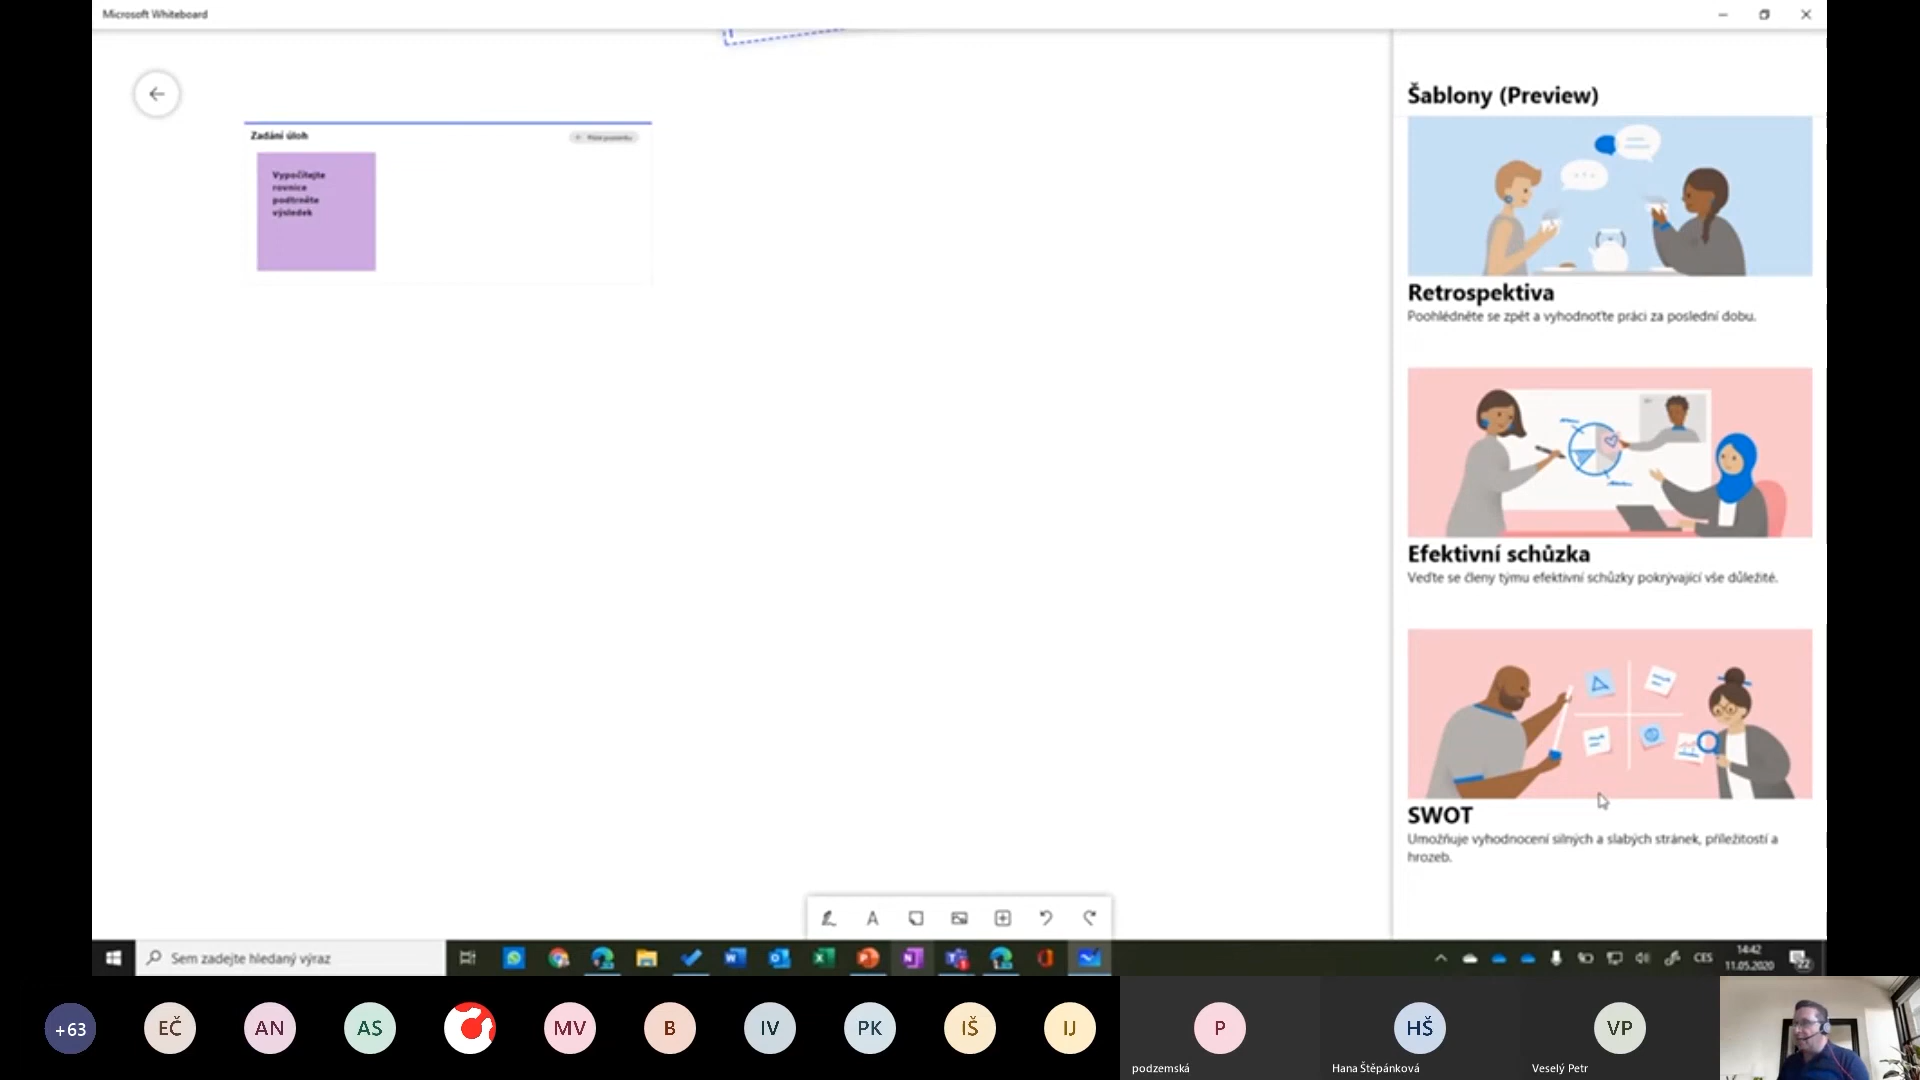 Microsoft Whiteboard
Zadání úloh
Vypočítejte
rovnice
podtrněte
výsledek
Šablony (Preview)
Retrospektiva
Poohlédněte se zpět a vyhodnoťte práci za poslední dobu.
Efektivní schůzka
Veďte se členy týmu efektivní schůzky pokrývající vše důležité.
SWOT
Umožňuje vyhodnocení silných a slabých stránek, příležitostí a
hrozeb.
Sem zadejte hledaný výraz
CES
14:42
11.05.2020
22
+63
EČ
AN
AS
MV
B
IV
PK
IŠ
IJ
P
podzemská
HŠ
Hana Štěpánková
VP
Veselý Petr